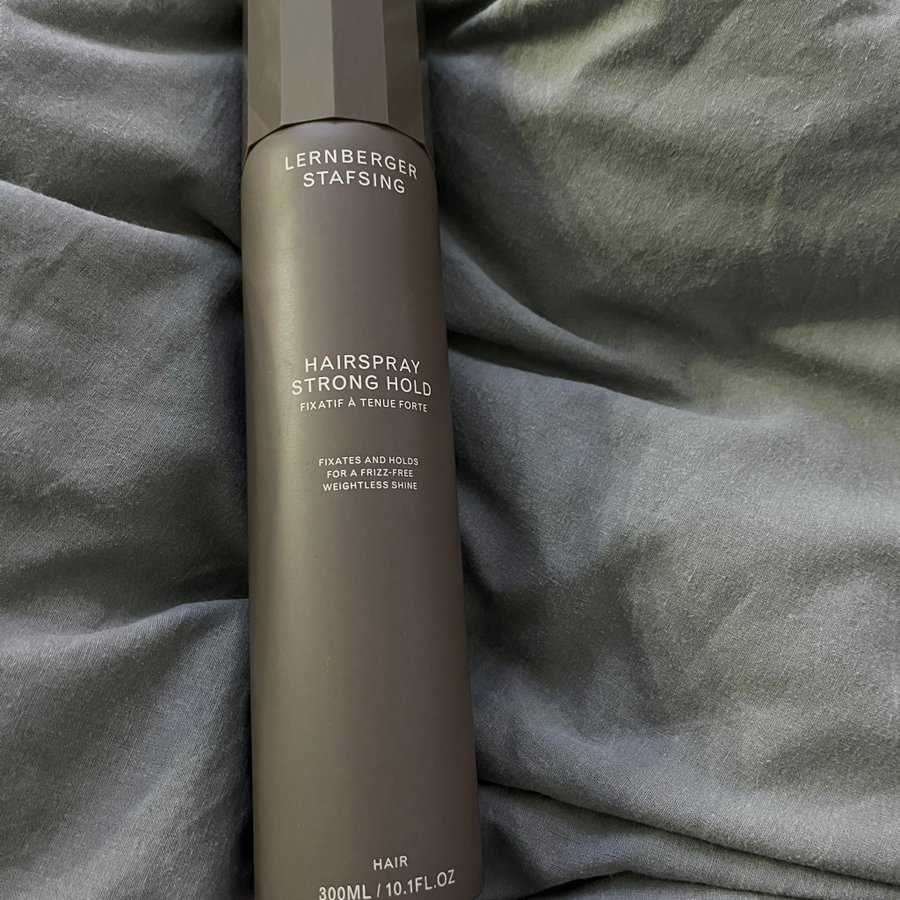 LERNBERGER
STAFSING
HAIRSPRAY
STRONG HOLD
FIXATIF À TENUE FORTE
FIXATES AND HOLDS
FOR A FRIZZ-FREE
WEIGHTLESS SHINE
HAIR
300ML / 10.1FL.OZ